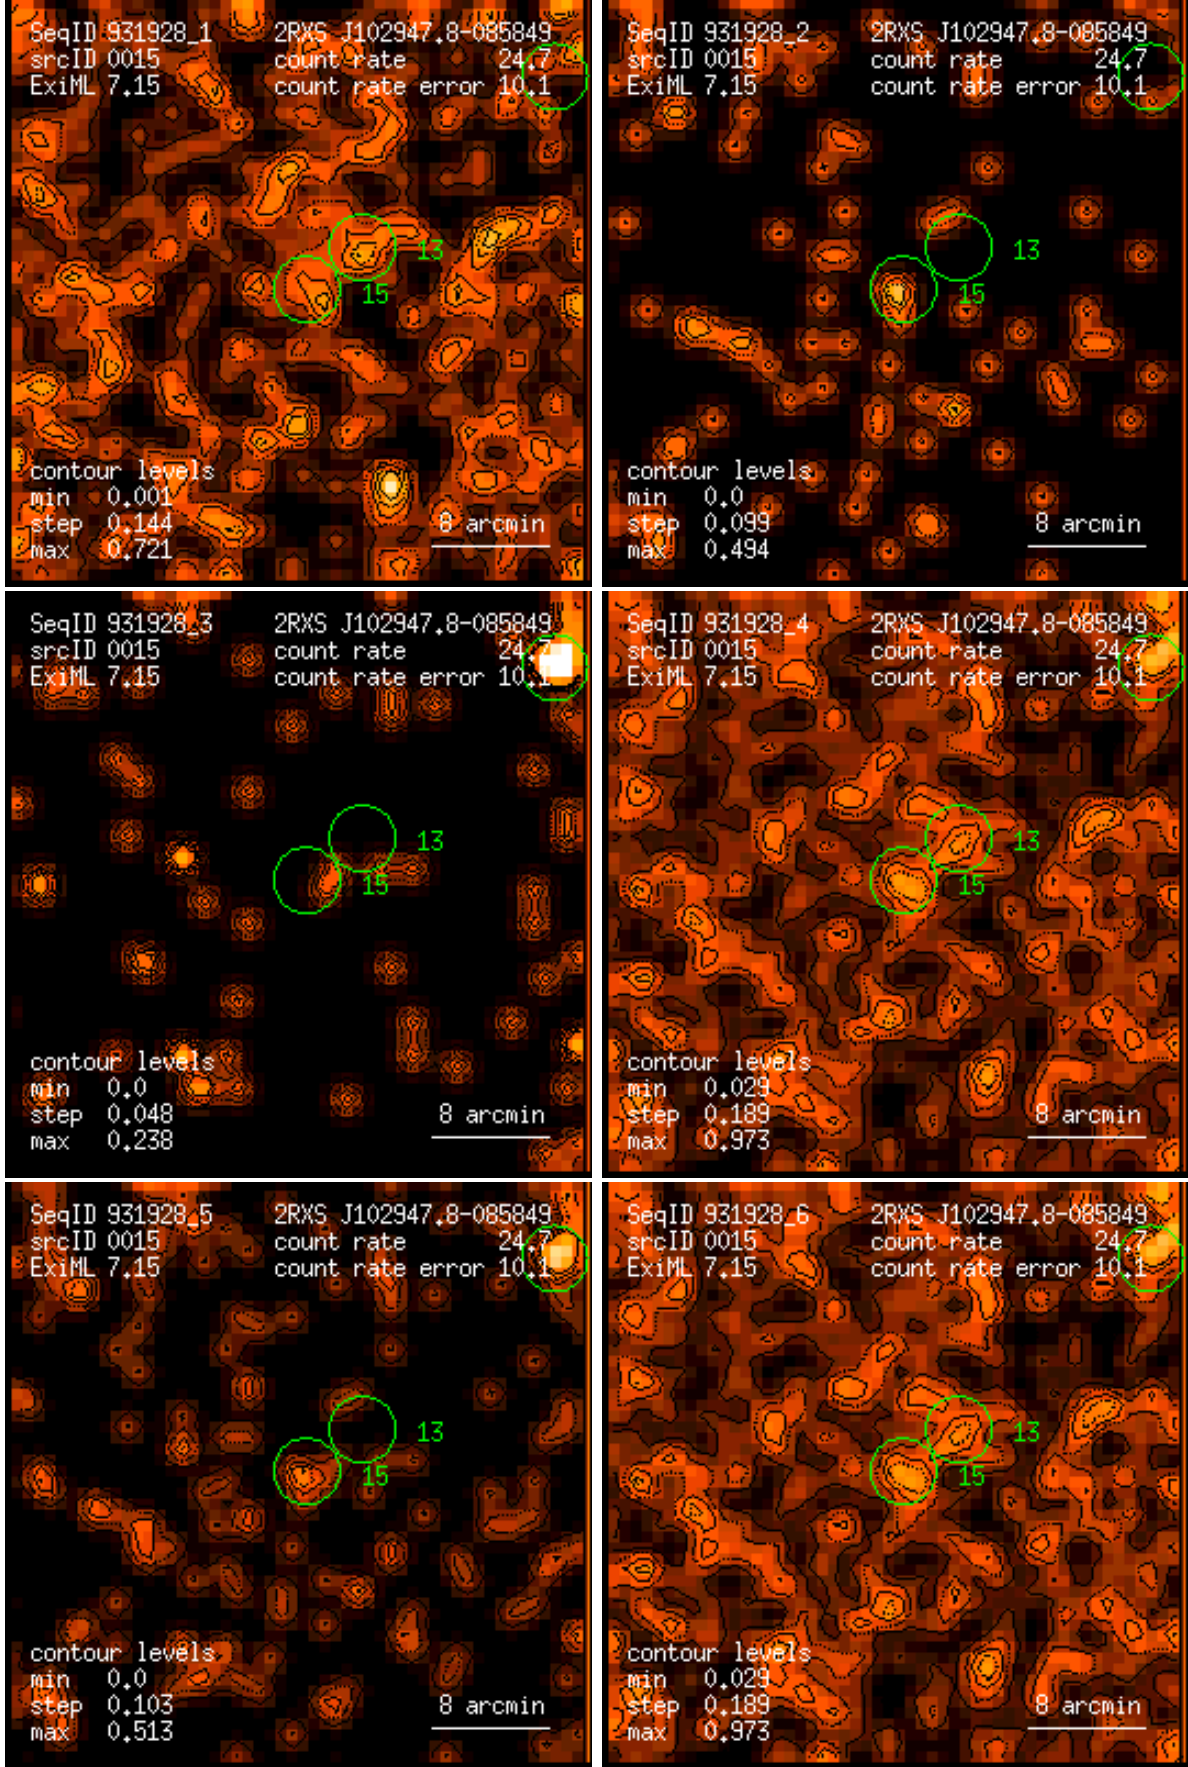 SeqID 931928_1 2RXS J102947.8-085849
srcID 0015 count rate 24.7
ExiML 7.15 count rate error 10.1
13
15
contour levels
min 0.001
step 0.144 8 arcmin
max 0.721
SeqID 931928_2 2RXS J102947.8-085849
srcID 0015 count rate 24.7
ExiML 7.15 count rate error 10.1
13
15
contour levels
min 0.0
step 0.099 8 arcmin
max 0.494
SeqID 931928_3 2RXS J102947.8-085849
srcID 0015 count rate 24.7
ExiML 7.15 count rate error 10.1
13
15
contour levels
min 0.0
step 0.048 8 arcmin
max 0.238
SeqID 931928_4 2RXS J102947.8-085849
srcID 0015 count rate 24.7
ExiML 7.15 count rate error 10.1
13
15
contour levels
min 0.029
step 0.189 8 arcmin
max 0.973
SeqID 931928_5 2RXS J102947.8-085849
srcID 0015 count rate 24.7
ExiML 7.15 count rate error 10.1
13
15
contour levels
min 0.0
step 0.103 8 arcmin
max 0.513
SeqID 931928_6 2RXS J102947.8-085849
srcID 0015 count rate 24.7
ExiML 7.15 count rate error 10.1
13
15
contour levels
min 0.029
step 0.189 8 arcmin
max 0.973